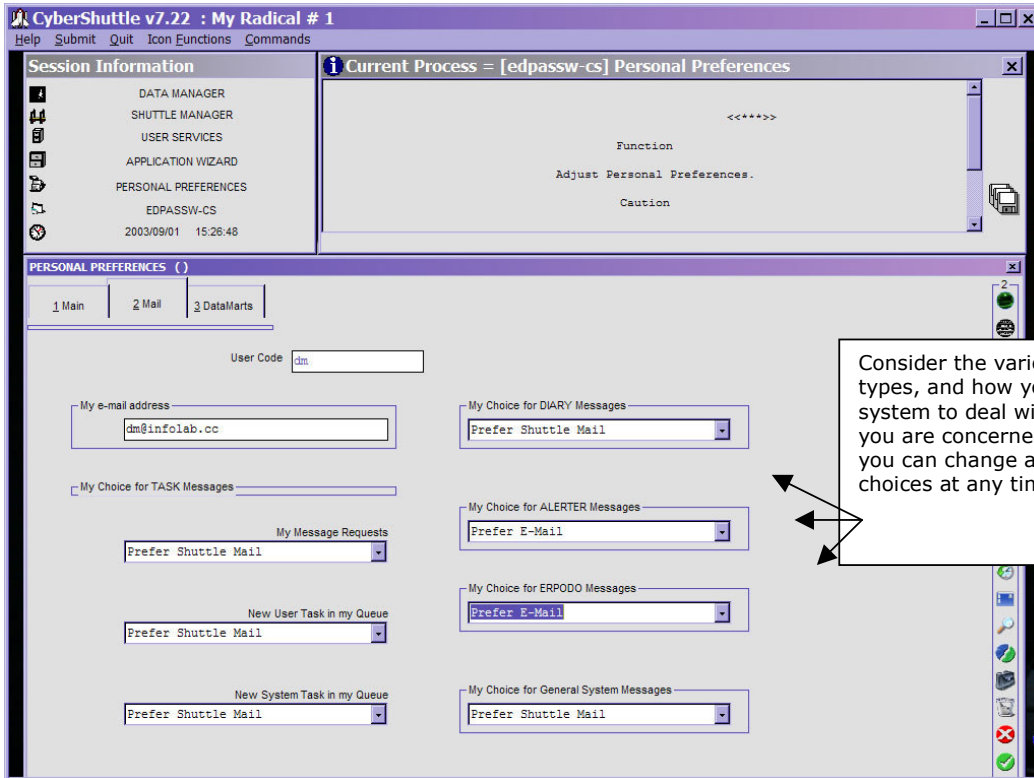 CyberShuttle v7.22 : My Radical # 1
Help Submit Quit Icon Functions Commands
Session Information
DATA MANAGER
SHUTTLE MANAGER
USER SERVICES
APPLICATION WIZARD
PERSONAL PREFERENCES
EDPASSW-CS
2003/09/01 15:26:48
Current Process = [edpassw-cs] Personal Preferences
<<***>>
Function
Adjust Personal Preferences.
Caution
PERSONAL PREFERENCES ( )
1 Main 2 Mail 3 DataMarts
2
User Code dm
My e-mail address
dm@infolab.cc
My Choice for DIARY Messages
Prefer Shuttle Mail
My Choice for TASK Messages
My Message Requests
Prefer Shuttle Mail
My Choice for ALERTER Messages
Prefer E-Mail
New User Task in my Queue
Prefer Shuttle Mail
My Choice for ERPODO Messages
Prefer E-Mail
New System Task in my Queue
Prefer Shuttle Mail
My Choice for General System Messages
Prefer Shuttle Mail
Consider the vari
types, and how y
system to deal wi
you are concerne
you can change a
choices at any tin